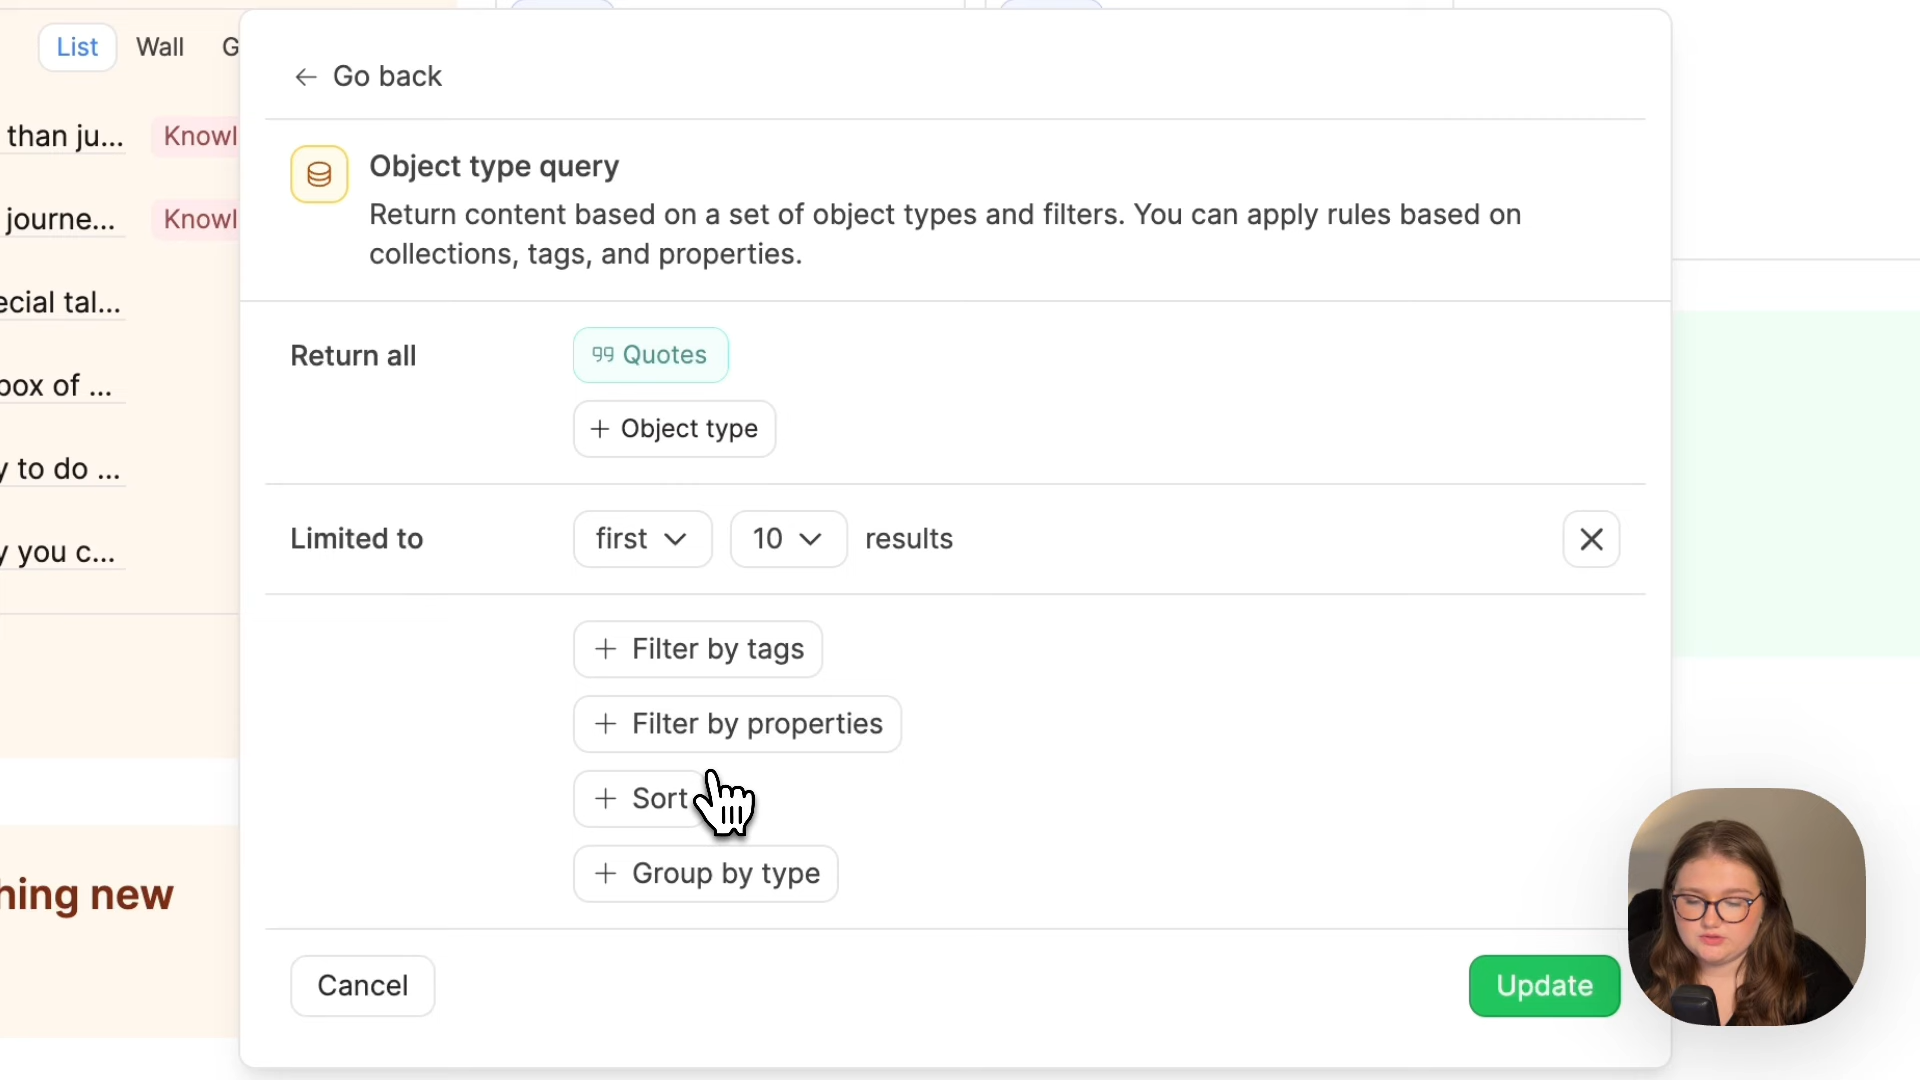 List
Wall
G
Go back
than ju...
Knowl
Object type query
Return content based on a set of object types and filters. You can apply rules based on
collections, tags, and properties.
journe...
Knowl
ecial tal...
Return all
Quotes
box of ...
+ Object type
y to do ...
Limited to
first
10
results
y you c...
+ Filter by tags
+ Filter by properties
+ Sort
+ Group by type
hing new
Cancel
Update